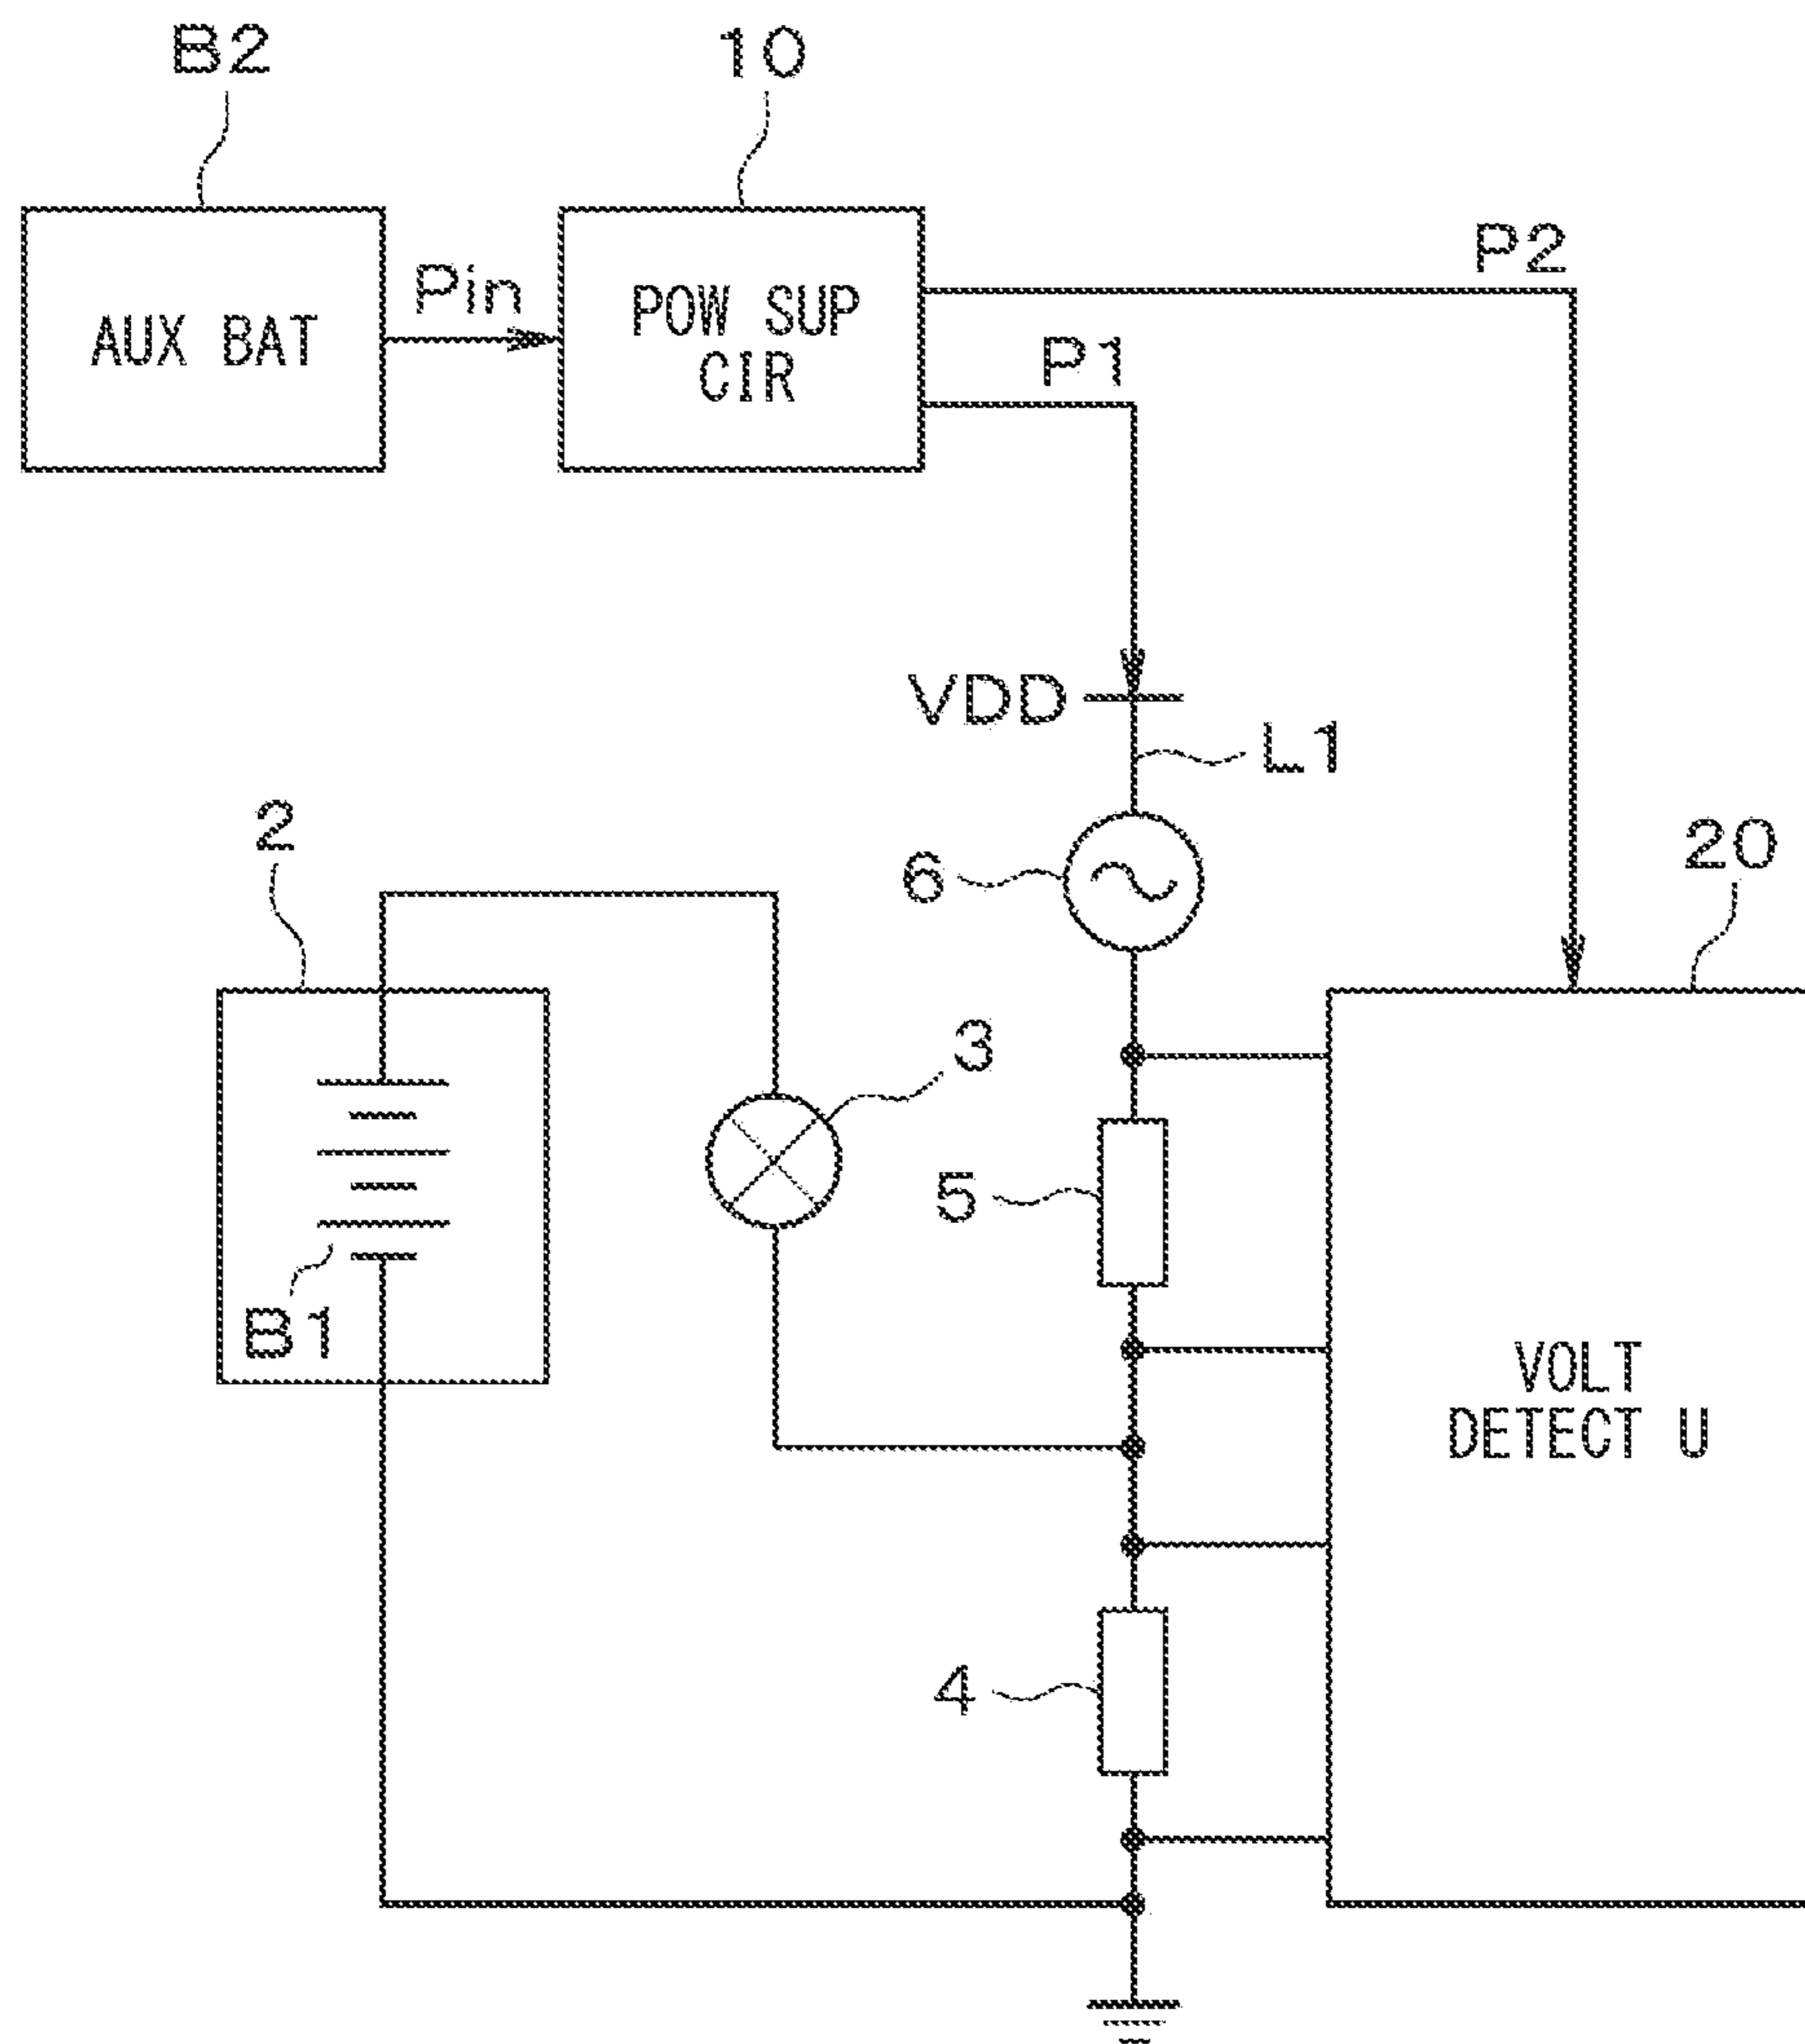 B2
10
AUX BAT
Pin
POW SUP
CIR
P2
P1
VDD
L1
2
6
20
3
5
B1
VOLT
DETECT U
4